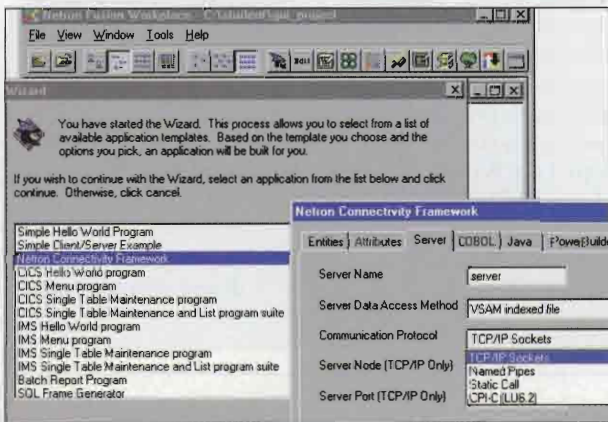 Netron Fusion Workplace - C:\student\gui_project
File View Window Tools Help
Wizard
You have started the Wizard. This process allows you to select from a list of
available application templates. Based on the template you choose and the
options you pick, an application will be built for you.
If you wish to continue with the Wizard, select an application from the list below and click
continue. Otherwise, click cancel.
Simple Hello World Program
Simple Client/Server Example
Netron Connectivity Framework
CICS Hello World program
CICS Menu program
CICS Single Table Maintenance program
CICS Single Table Maintenance and List program suite
IMS Hello World program
IMS Menu program
IMS Single Table Maintenance program
IMS Single Table Maintenance and List program suite
Batch Report Program
SQL Frame Generator
Netron Connectivity Framework
Entities Attributes Server COBOL Java PowerBuilde
Server Name server
Server Data Access Method VSAM indexed file
Communication Protocol TCP/IP Sockets
TCP/IP Sockets
Server Node (TCP/IP Only) Named Pipes
Static Call
Server Port (TCP/IP Only) CPI-C (LU6.2)